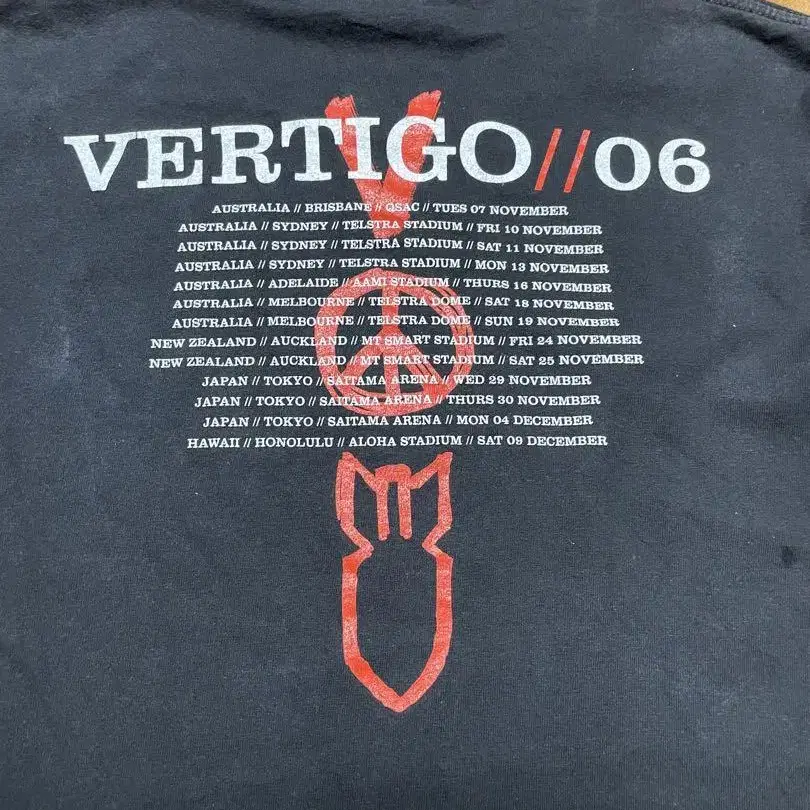 V
VERTIGO//06
AUSTRALIA // BRISBANE // QSAC // TUES 07 NOVEMBER
AUSTRALIA // SYDNEY // TELSTRA STADIUM // FRI 10 NOVEMBER
AUSTRALIA // SYDNEY // TELSTRA STADIUM // SAT 11 NOVEMBER
AUSTRALIA // SYDNEY // TELSTRA STADIUM // MON 13 NOVEMBER
AUSTRALIA // ADELAIDE // AAMI STADIUM // THURS 16 NOVEMBER
AUSTRALIA // MELBOURNE // TELSTRA DOME // SAT 18 NOVEMBER
AUSTRALIA // MELBOURNE // TELSTRA DOME // SUN 19 NOVEMBER
NEW ZEALAND // AUCKLAND // MT SMART STADIUM // FRI 24 NOVEMBER
NEW ZEALAND // AUCKLAND // MT SMART STADIUM // SAT 25 NOVEMBER
JAPAN // TOKYO // SAITAMA ARENA // WED 29 NOVEMBER
JAPAN // TOKYO // SAITAMA ARENA // THURS 30 NOVEMBER
JAPAN // TOKYO // SAITAMA ARENA // MON 04 DECEMBER
HAWAII // HONOLULU // ALOHA STADIUM // SAT 09 DECEMBER